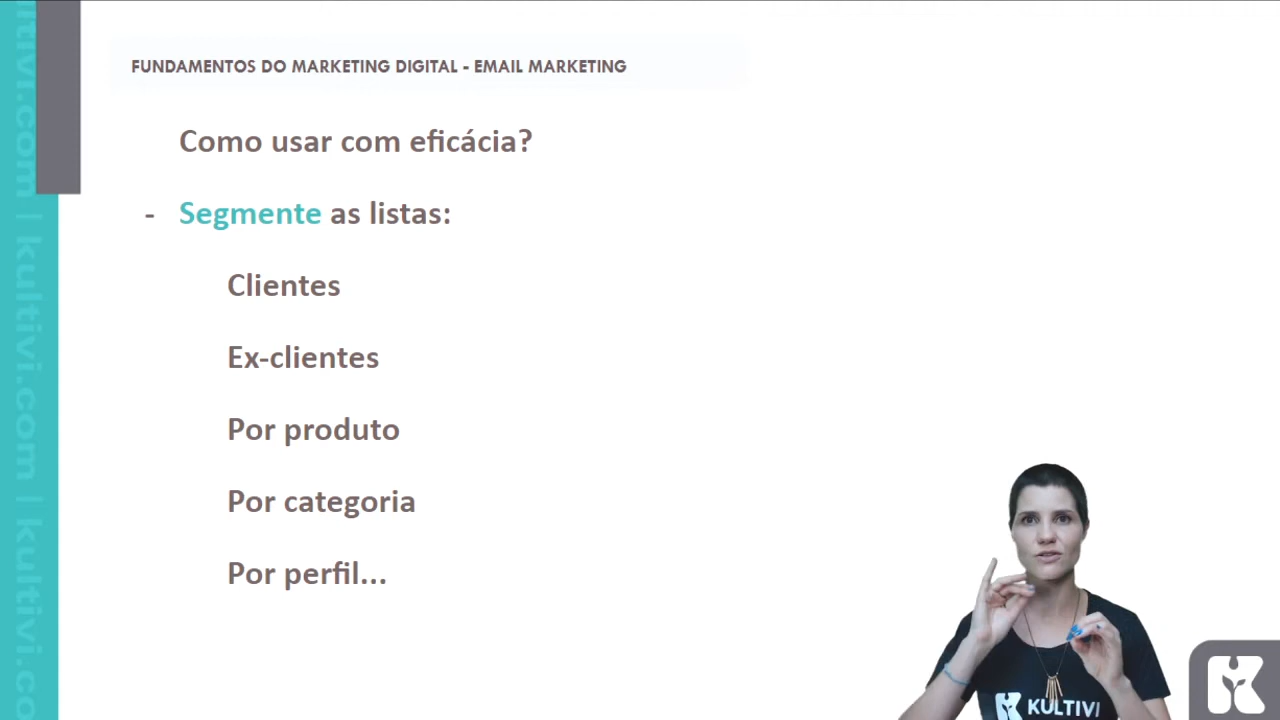 FUNDAMENTOS DO MARKETING DIGITAL - EMAIL MARKETING
Como usar com eficácia?
- Segmente as listas:
Clientes
Ex-clientes
Por produto
Por categoria
Por perfil...
KULTIVI
kultivi.com | kultivi.com | kultivi.com